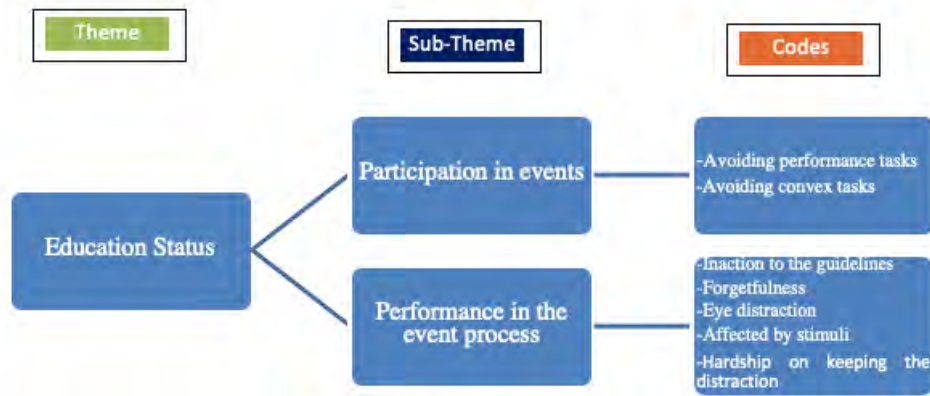 Theme
Sub-Theme
Codes
Education Status
Participation in events
-Avoiding performance tasks
-Avoiding convex tasks
Performance in the
event process
-Inaction to the guidelines
-Forgetfulness
-Eye distraction
-Affected by stimuli
-Hardship on keeping the
distraction